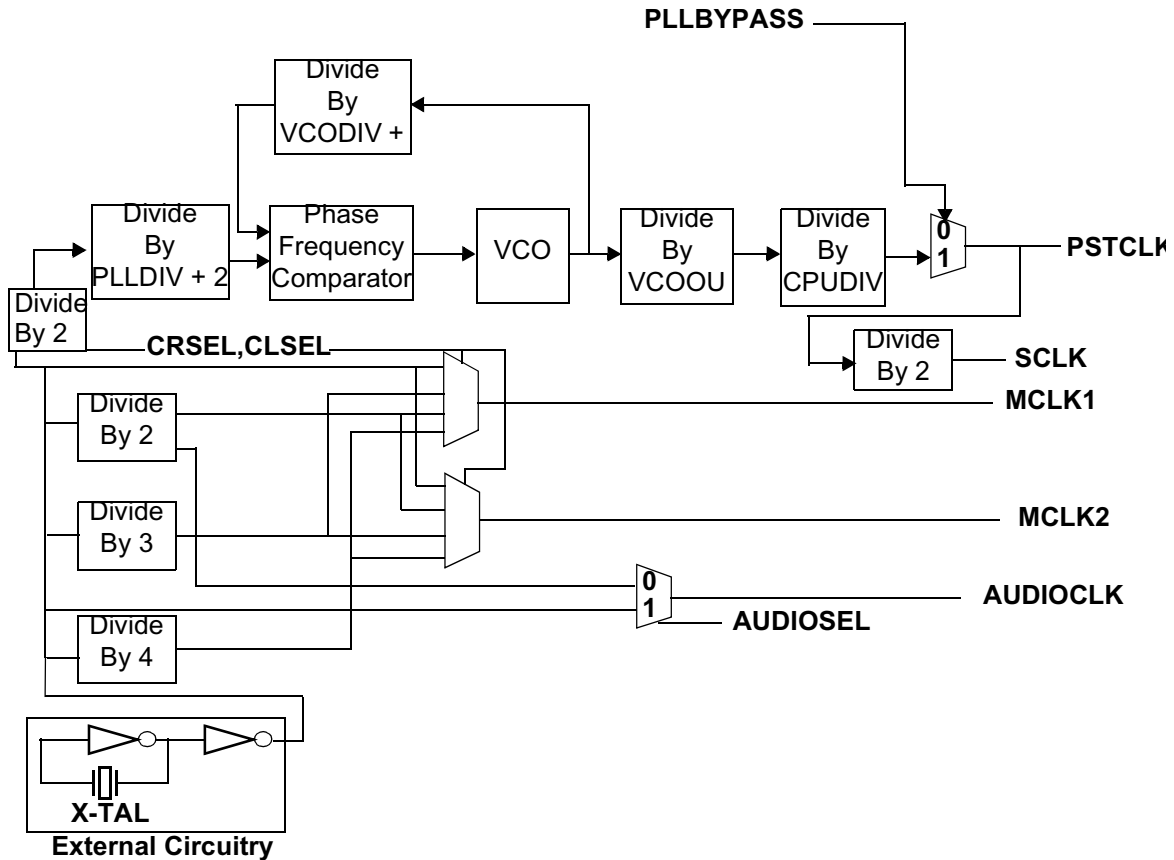 PLLBYPASS
Divide
By
VCODIV +
Divide
By
PLLDIV + 2
Phase
Frequency
Comparator
VCO
Divide
By
VCOOU
Divide
By
CPUDIV
0
1
PSTCLK
Divide
By 2
CRSEL,CLSEL
Divide
By 2
SCLK
MCLK1
Divide
By 2
Divide
By 3
MCLK2
0
1
AUDIOCLK
AUDIOSEL
Divide
By 4
X-TAL
External Circuitry